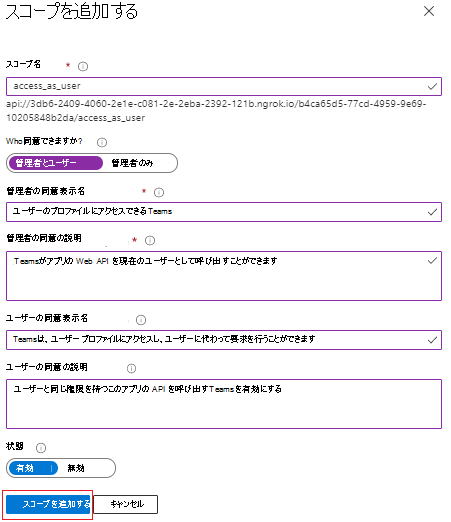 スコープを追加する
スコープ名 *
access_as_user
api://3db6-2409-4060-2e1e-c081-2e-2eba-2392-121b.ngrok.io/b4ca65d5-77cd-4959-9e69-
10205848b2da/access_as_user
Who同意できますか?
管理者とユーザー 管理者のみ
管理者の同意表示名 *
ユーザーのプロファイルにアクセスできるTeams
管理者の同意の説明 *
Teamsがアプリの Web API を現在のユーザーとして呼び出すことができます
ユーザーの同意表示名
Teamsは、ユーザー プロファイルにアクセスし、ユーザーに代わって要求を行うことができます
ユーザーの同意の説明
ユーザーと同じ権限を持つこのアプリの API を呼び出すTeamsを有効にする
状態
有効 無効
スコープを追加する キャンセル